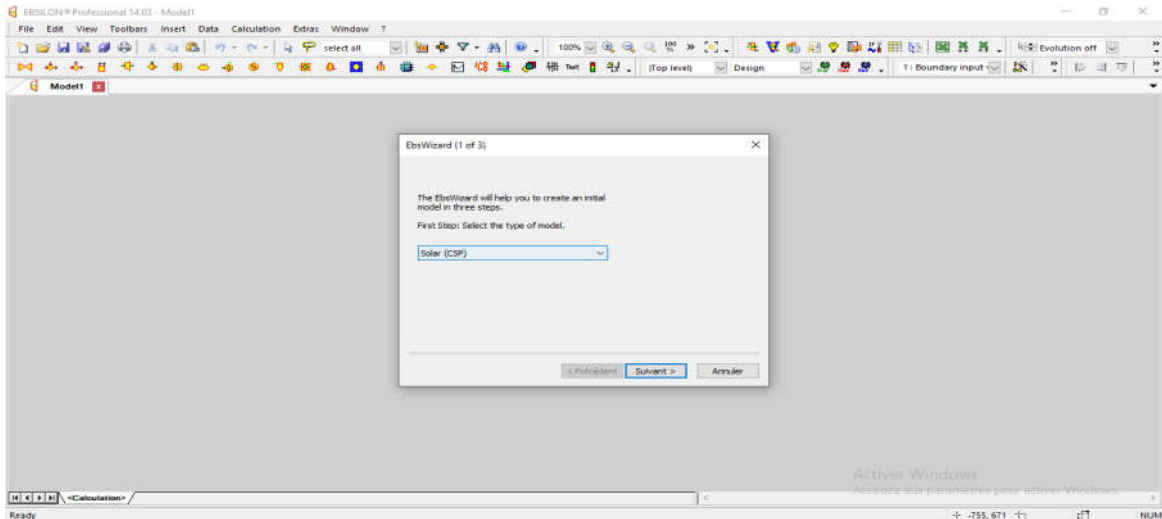 EBSILON®Professional 14.03 - Model1
File Edit View Toolbars Insert Data Calculation Extras Window ?
select all 100% Evolution off
Text (Top level) Design 1: Boundary input
Model1
EbsWizard (1 of 3)
The EbsWizard will help you to create an initial
model in three steps.
First Step: Select the type of model.
Solar (CSP)
< Précédent Suivant > Annuler
Activer Windows
Accédez aux paramètres pour activer Windows.
<Calculation>
Ready -755, 671 NUM